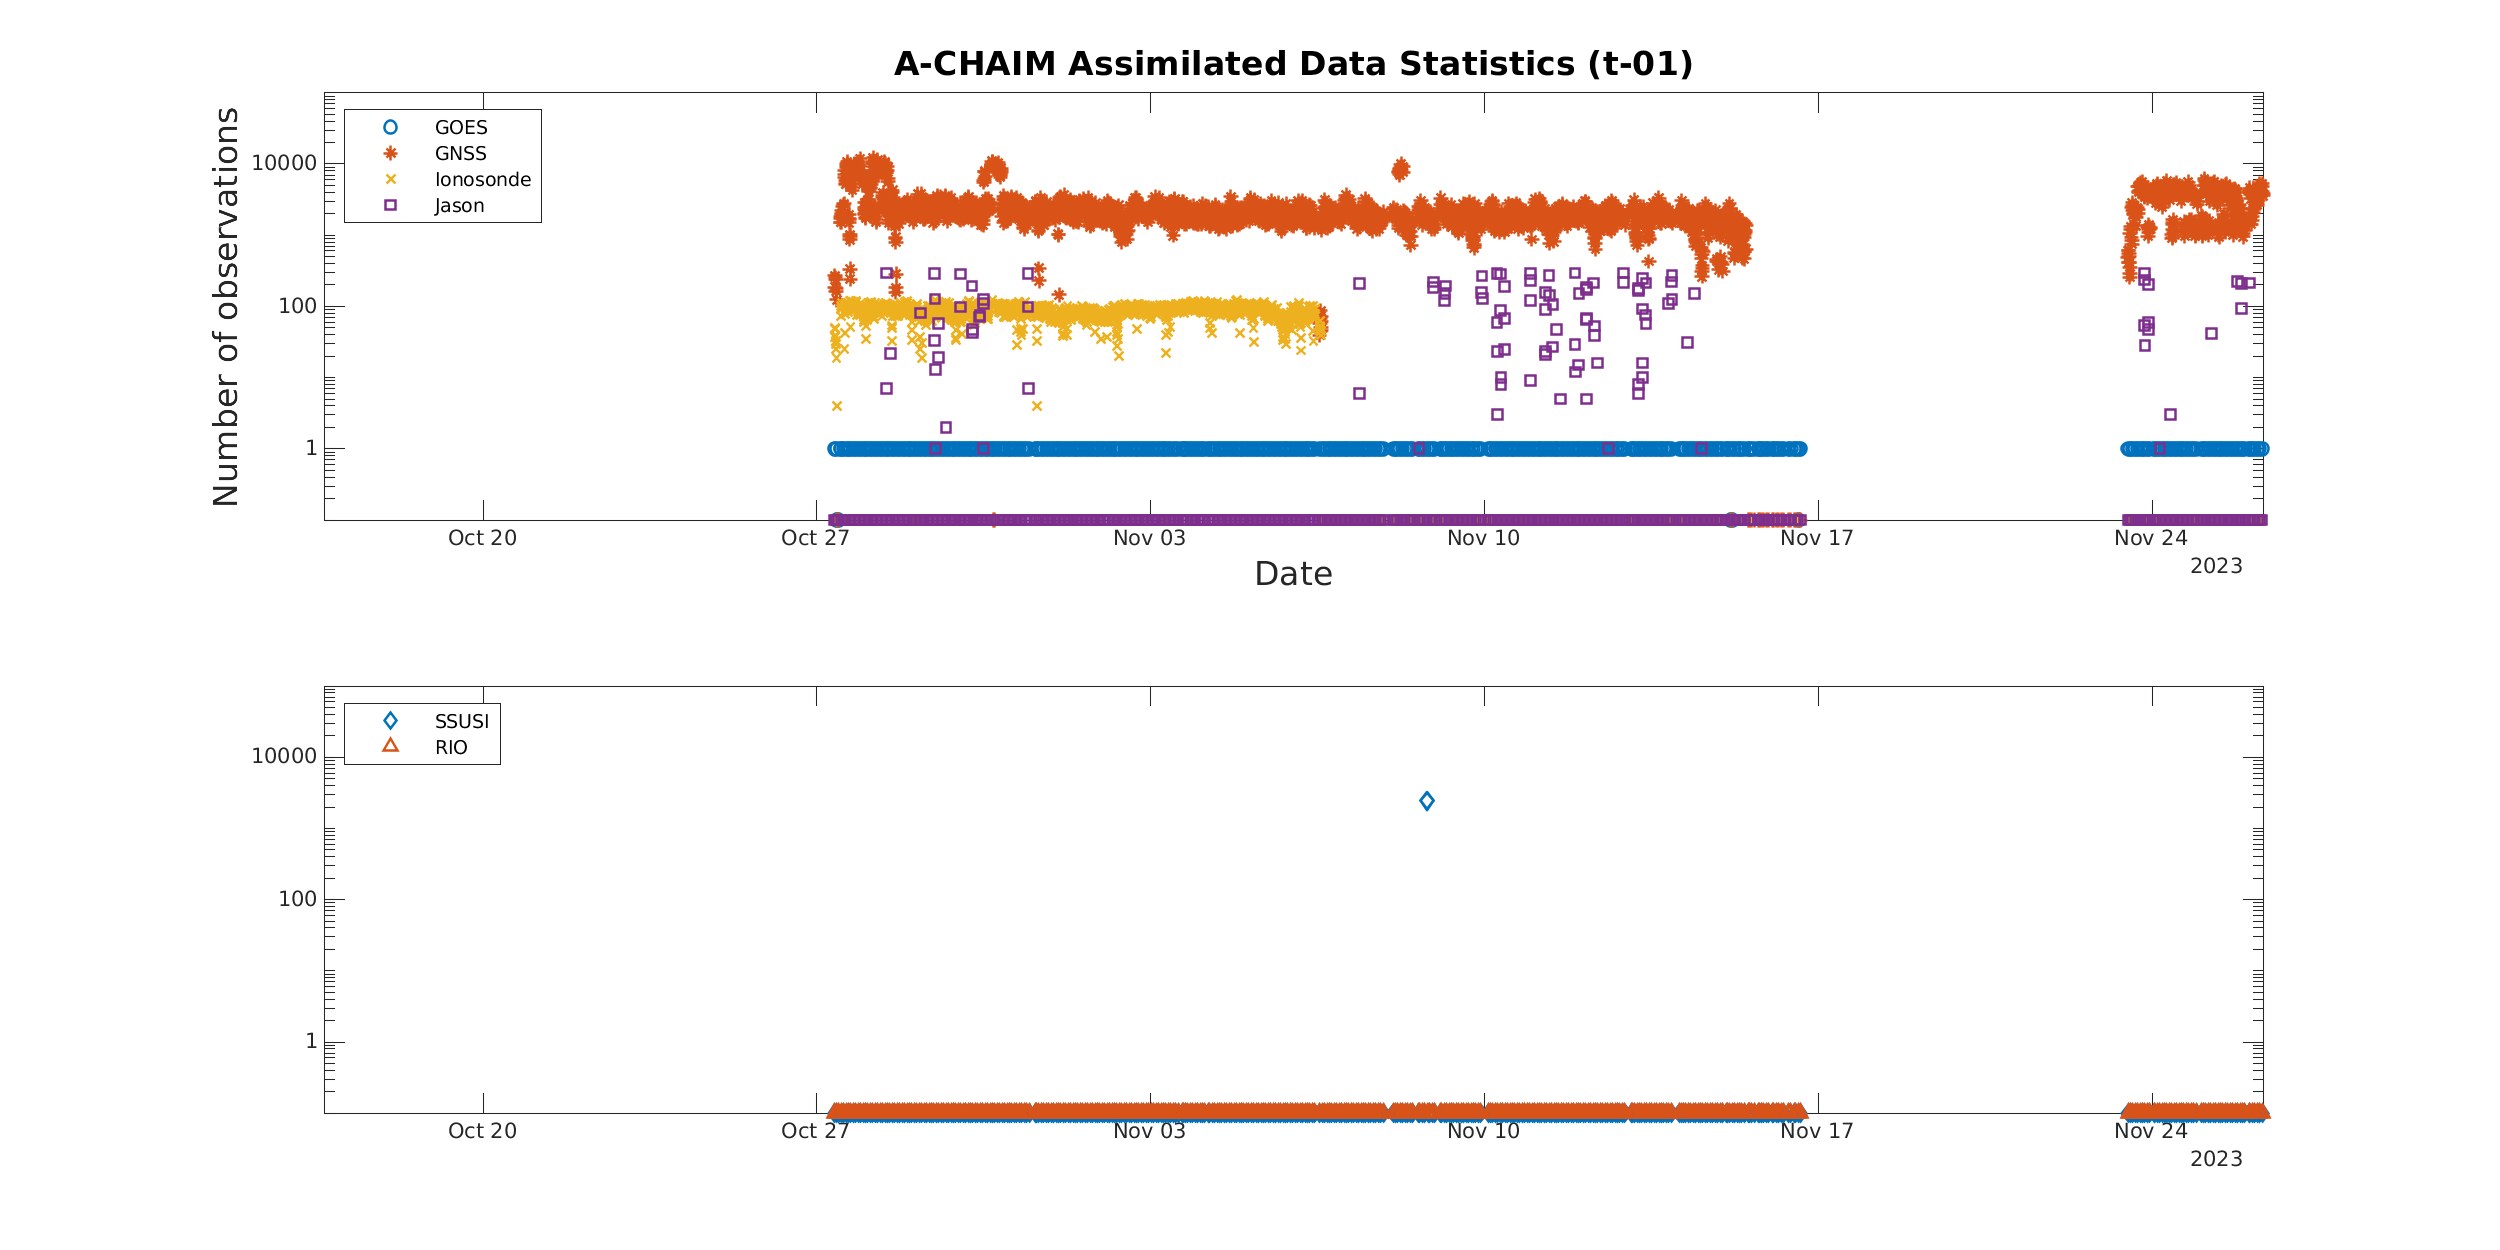 A-CHAIM Assimilated Data Statistics (t-01)
Number of observations
10000
100
1
GOES
GNSS
Ionosonde
Jason
Oct 20 Oct 27 Nov 03 Nov 10 Nov 17 Nov 24
2023
Date
10000
100
1
SSUSI
RIO
Oct 20 Oct 27 Nov 03 Nov 10 Nov 17 Nov 24
2023